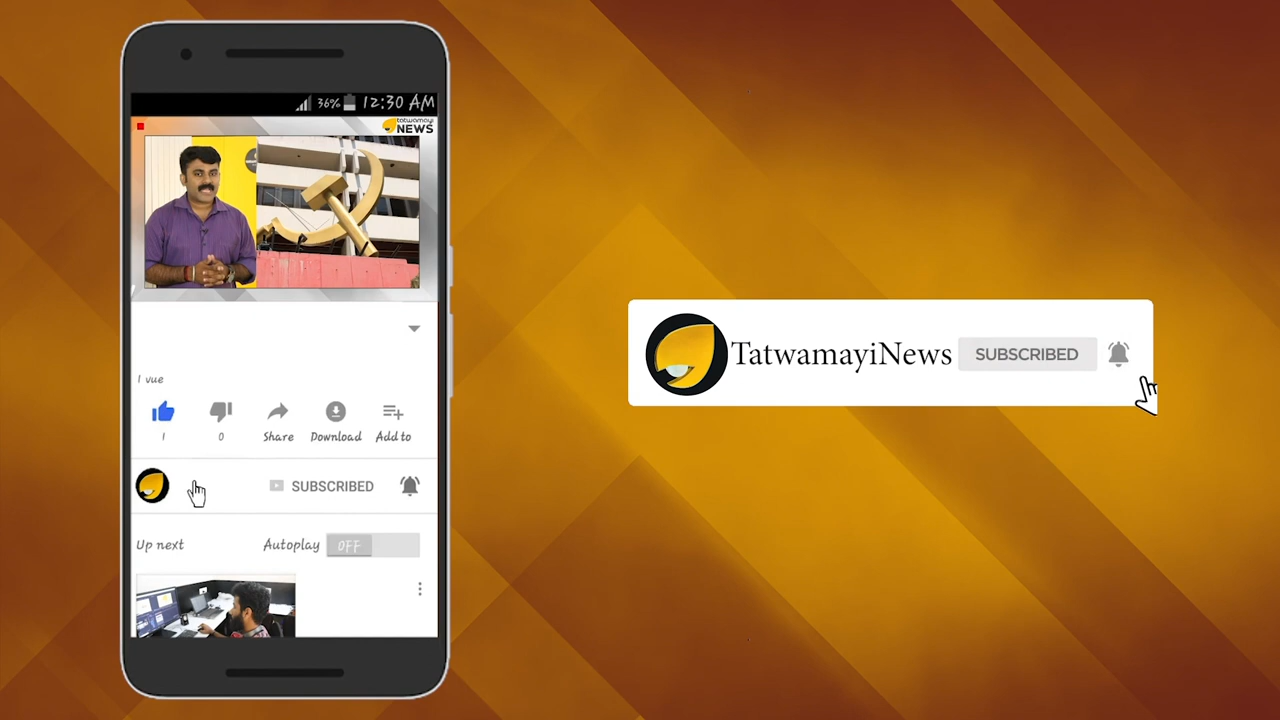 36% 12:30 AM
tatwamayi
NEWS
1 vue
1 0 Share Download Add to
SUBSCRIBED
Up next Autoplay OFF
TatwamayiNews SUBSCRIBED